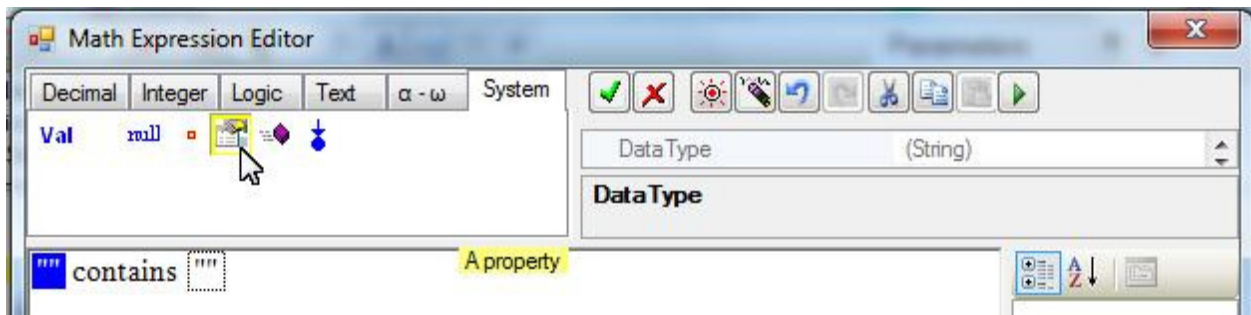 Math Expression Editor
Decimal Integer Logic Text α - ω System
Val null
DataType (String)
DataType
"" contains ""
A property
A
Z